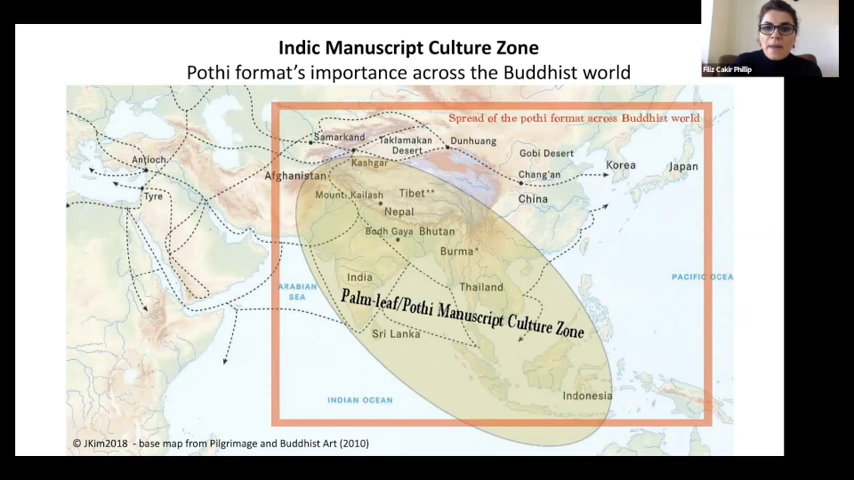 Indic Manuscript Culture Zone
Pothi format's importance across the Buddhist world
Filiz Cakir Phillip
Spread of the pothi format across Buddhist world
Samarkand
Taklamakan
Desert
Dunhuang
Gobi Desert
Antioch
Kashgar
Korea
Japan
Afghanistan
Chang'an
Tyre
Mount Kailash
Tibet**
China
Nepal
Bodh Gaya
Bhutan
Burma*
India
PACIFIC OCEA
ARABIAN
SEA
Thailand
Palm-leaf/Pothi Manuscript Culture Zone
Sri Lanka
INDIAN OCEAN
Indonesia
© JKim2018 - base map from Pilgrimage and Buddhist Art (2010)